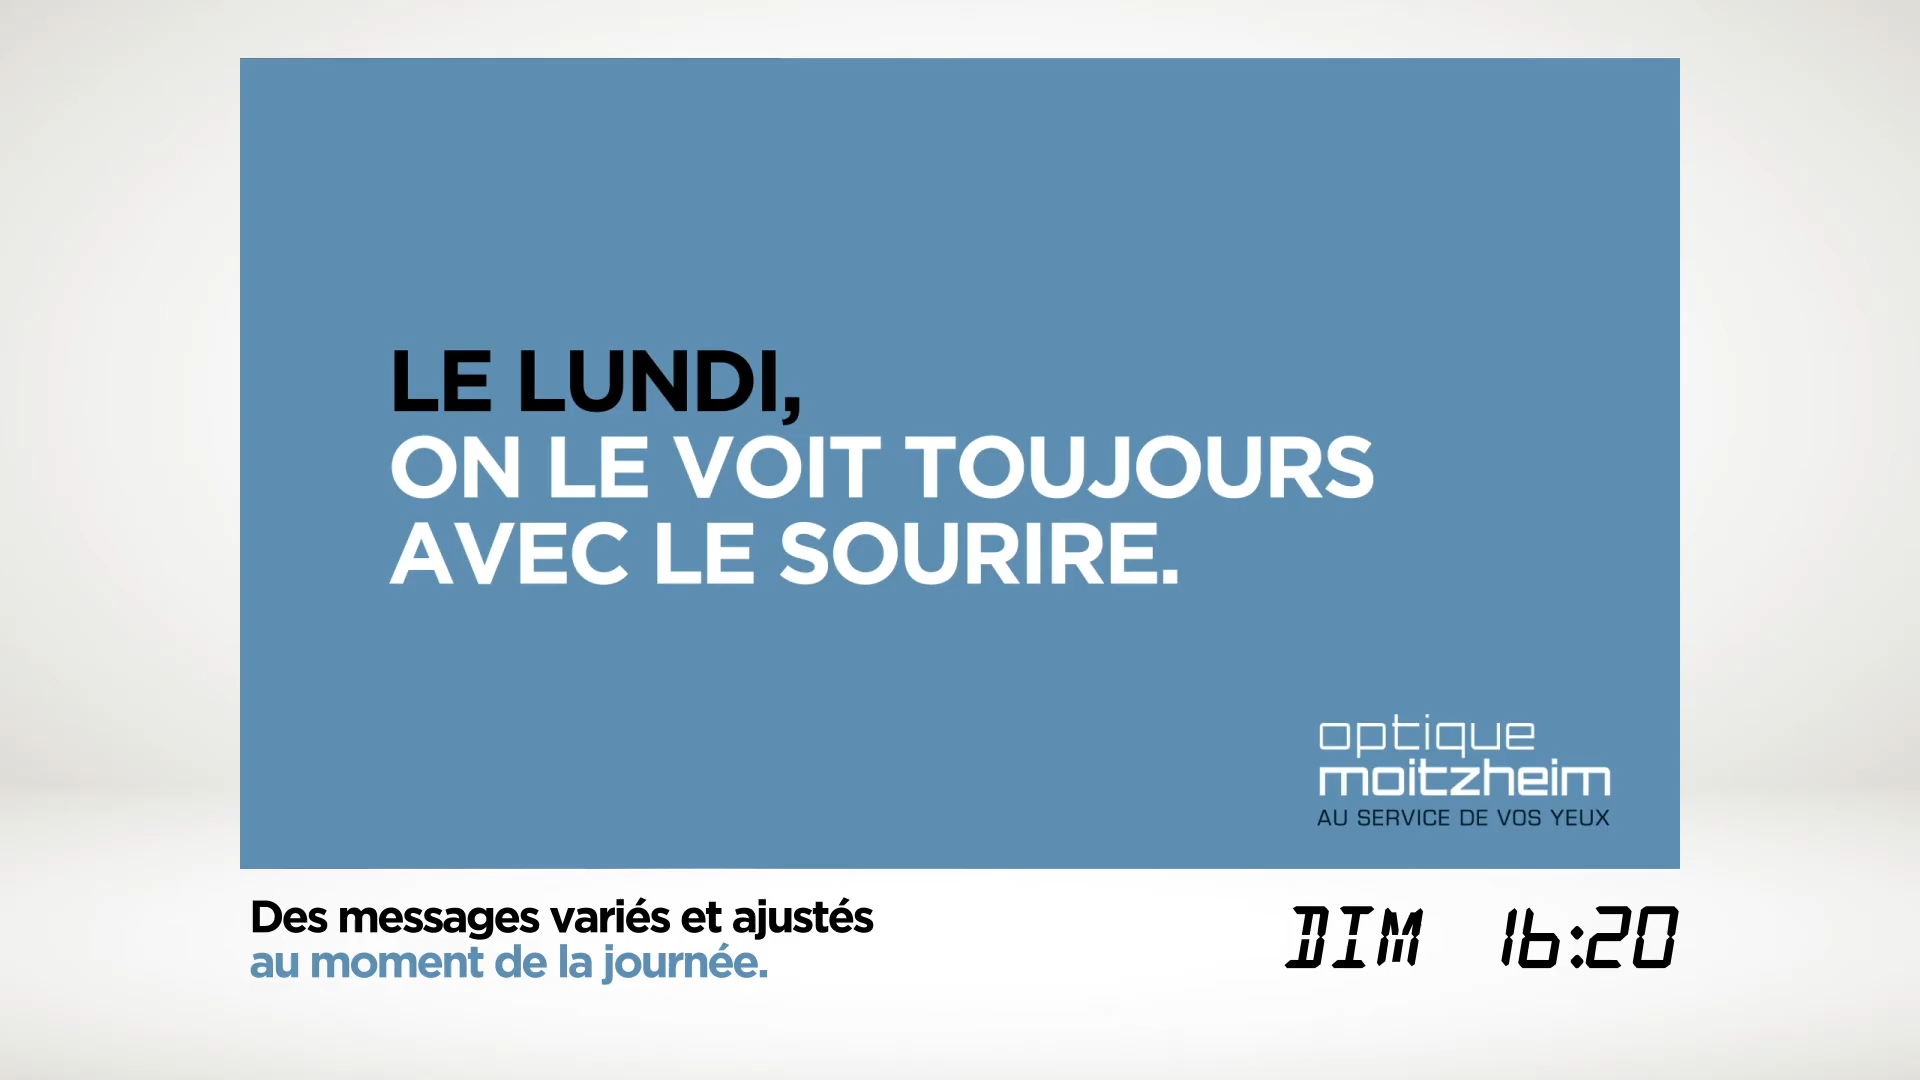 LE LUNDI,
ON LE VOIT TOUJOURS
AVEC LE SOURIRE.
optique
moitzheim
AU SERVICE DE VOS YEUX
Des messages variés et ajustés
au moment de la journée.
DIM 16:20